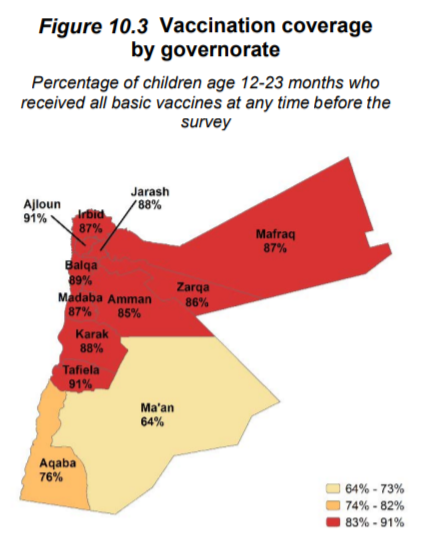 Figure 10.3 Vaccination coverage
by governorate
Percentage of children age 12-23 months who
received all basic vaccines at any time before the
survey
Jarash
88%
Ajloun
91%
Irbid
87%
Mafraq
87%
Balqa
89%
Zarqa
86%
Madaba
87%
Amman
85%
Karak
88%
Tafiela
91%
Ma'an
64%
Aqaba
76%
64% - 73%
74% - 82%
83% - 91%